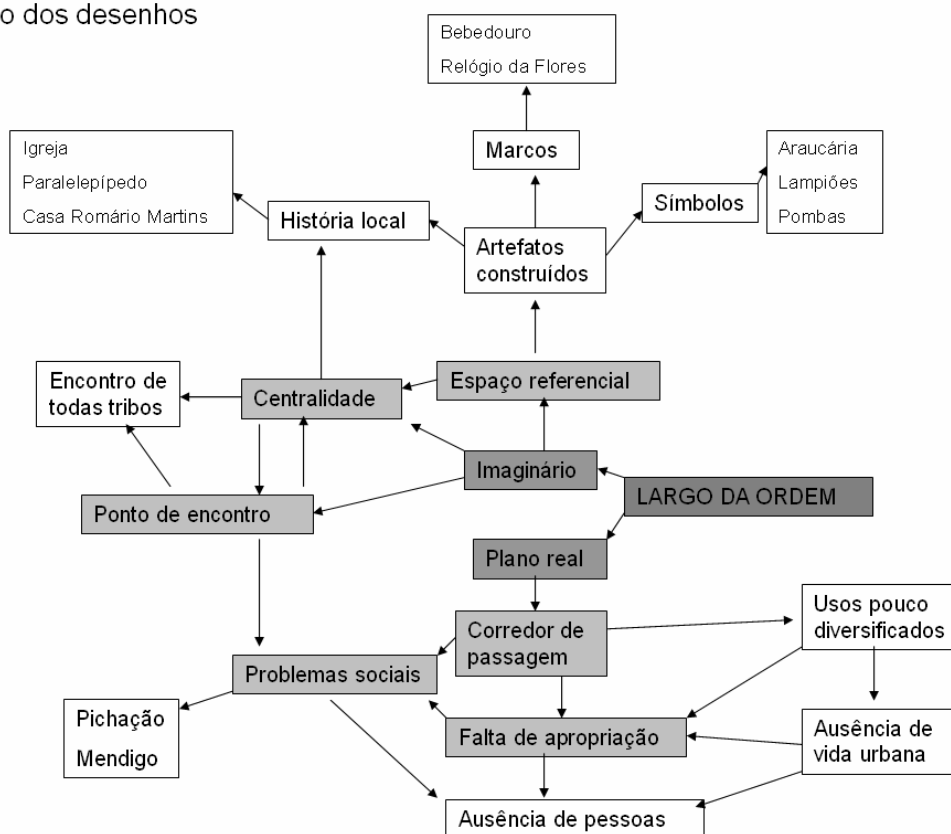 o dos desenhos
Bebedouro
Relógio da Flores
Igreja
Paralelepípedo
Casa Romário Martins
Marcos
Araucária
Lampiões
Pombas
Símbolos
História local
Artefatos
construídos
Encontro de
todas tribos
Centralidade
Espaço referencial
Imaginário
LARGO DA ORDEM
Ponto de encontro
Plano real
Usos pouco
diversificados
Corredor de
passagem
Problemas sociais
Pichação
Mendigo
Falta de apropriação
Ausência de
vida urbana
Ausência de pessoas